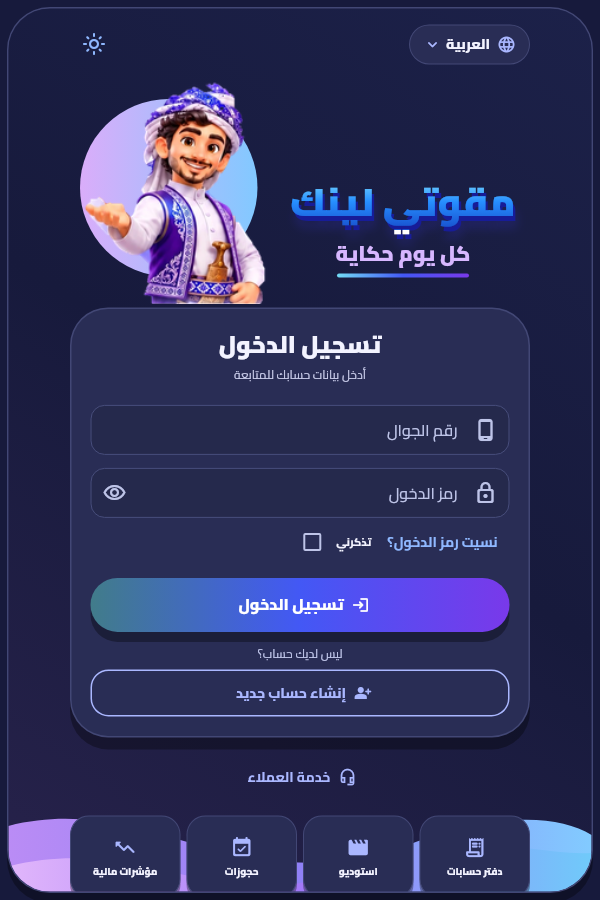 العربية
مقوتي لينك
كل يوم حكاية
تسجيل الدخول
أدخل بيانات حسابك للمتابعة
رقم الجوال
رمز الدخول
نسيت رمز الدخول؟
تذكرني
تسجيل الدخول
ليس لديك حساب؟
إنشاء حساب جديد
خدمة العملاء
دفتر حسابات
استوديو
حجوزات
مؤشرات مالية